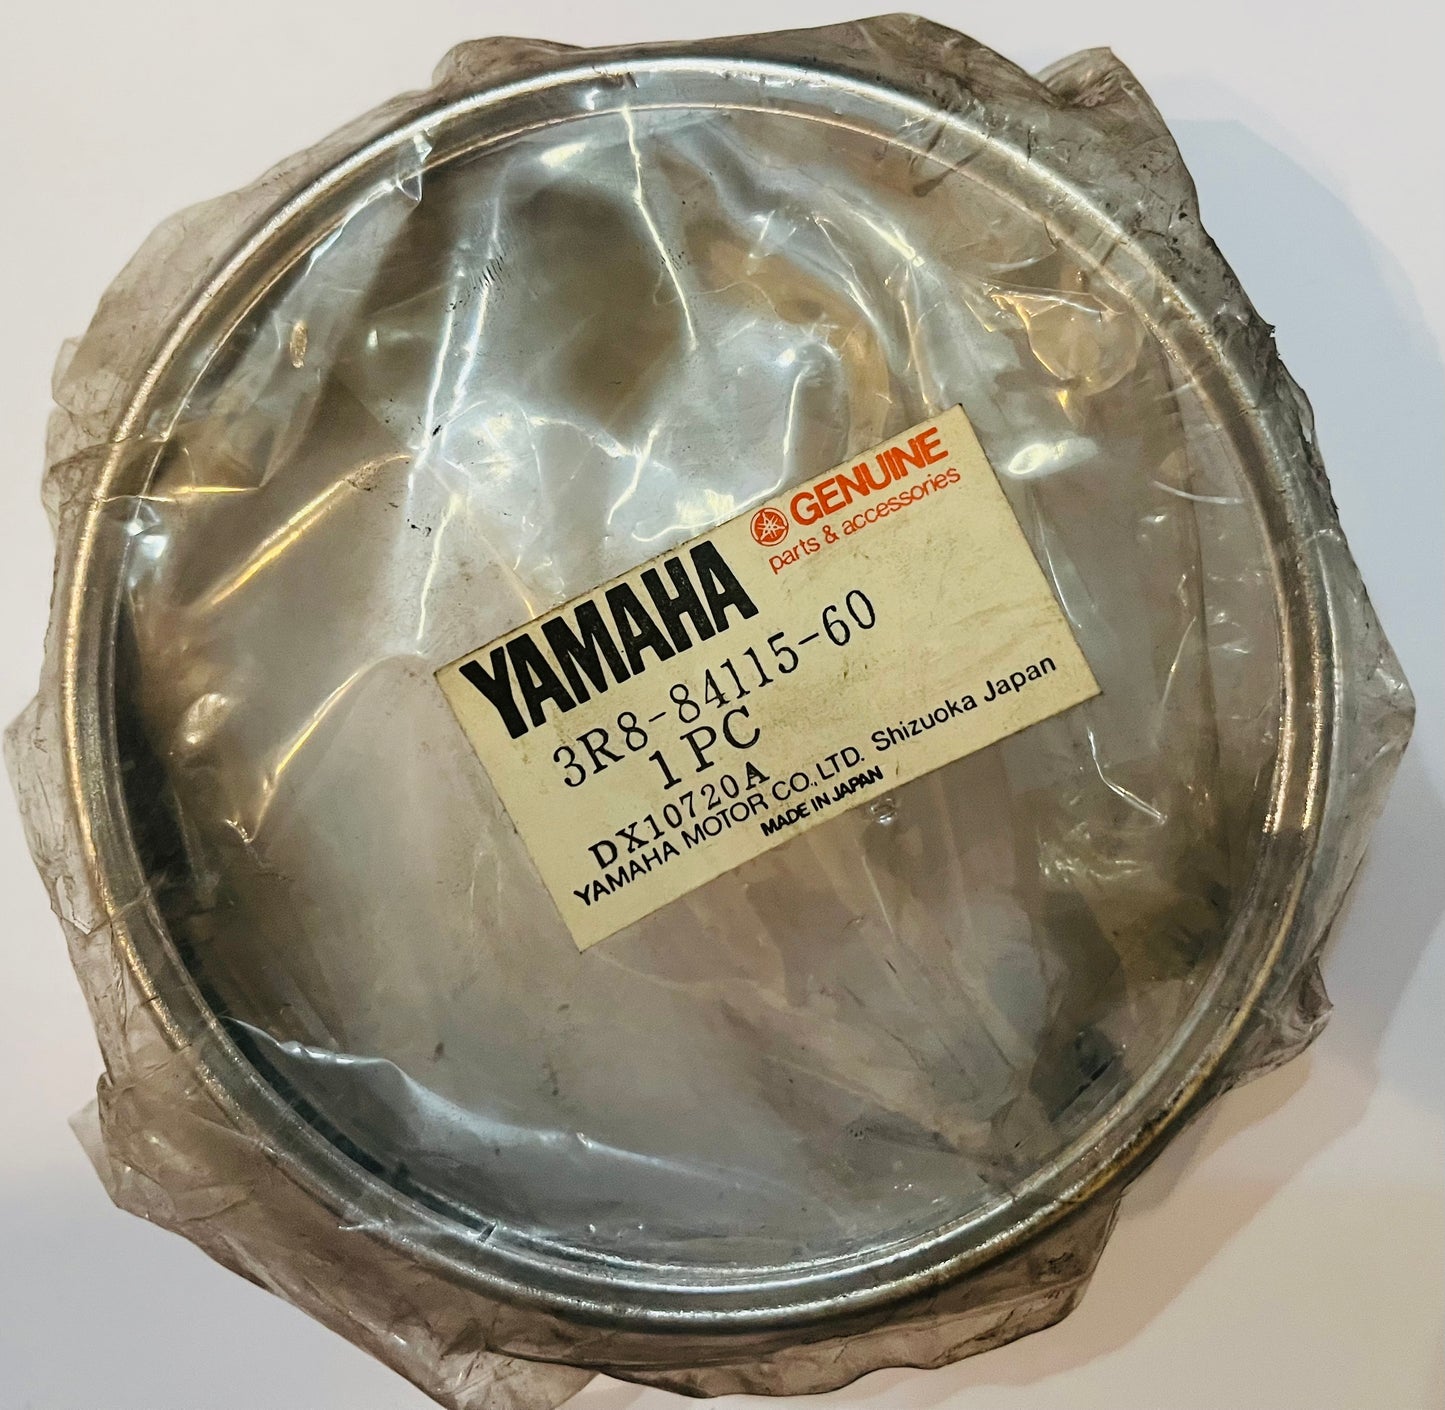 YAMAHA GENUINE
parts & accessories
3R8-84115-60
1 PC
DX10720A
YAMAHA MOTOR CO., LTD. Shizuoka Japan
MADE IN JAPAN